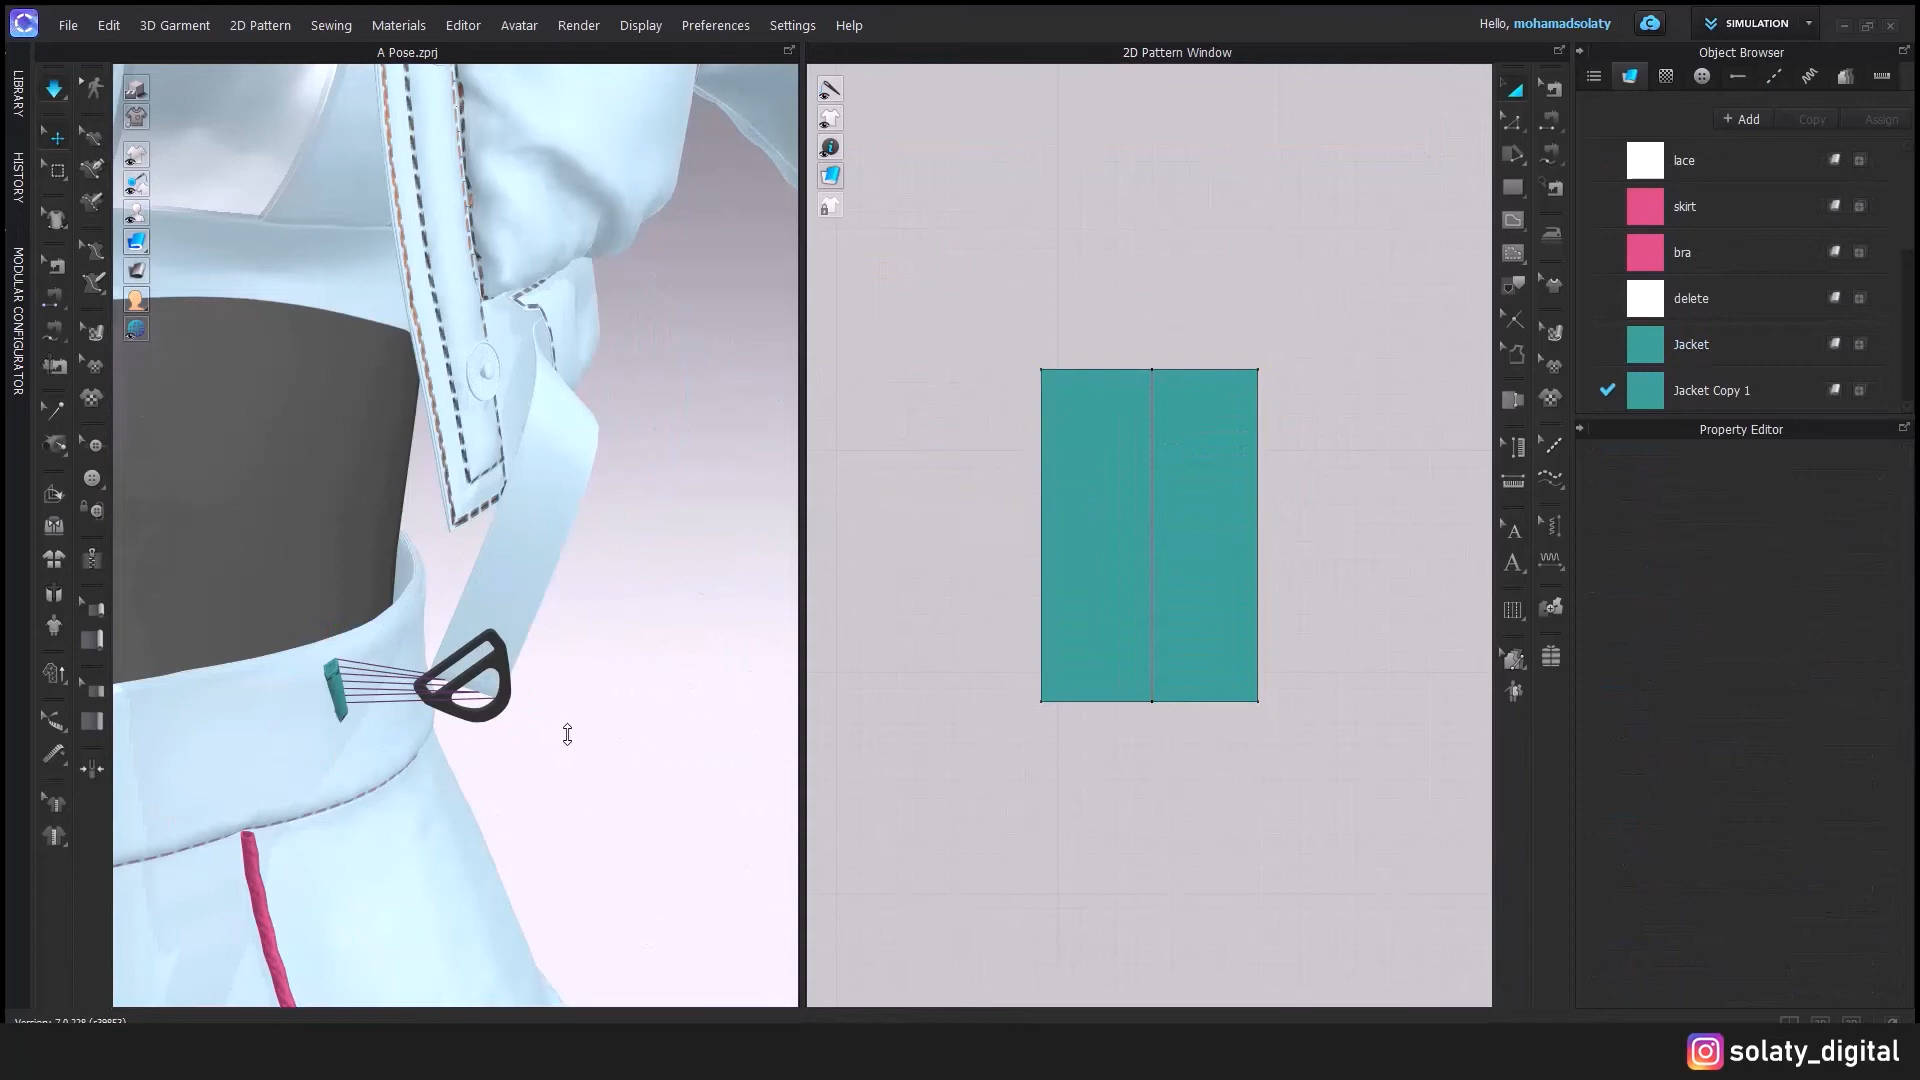 File Edit 3D Garment 2D Pattern Sewing Materials Editor Avatar Render Display Preferences Settings Help
Hello, mohamadsolaty
SIMULATION
A Pose.zprj
2D Pattern Window
Object Browser
LIBRARY
HISTORY
MODULAR CONFIGURATOR
+ Add Copy Assign
lace
skirt
bra
delete
Jacket
Jacket Copy 1
Property Editor
A
A
solaty_digital